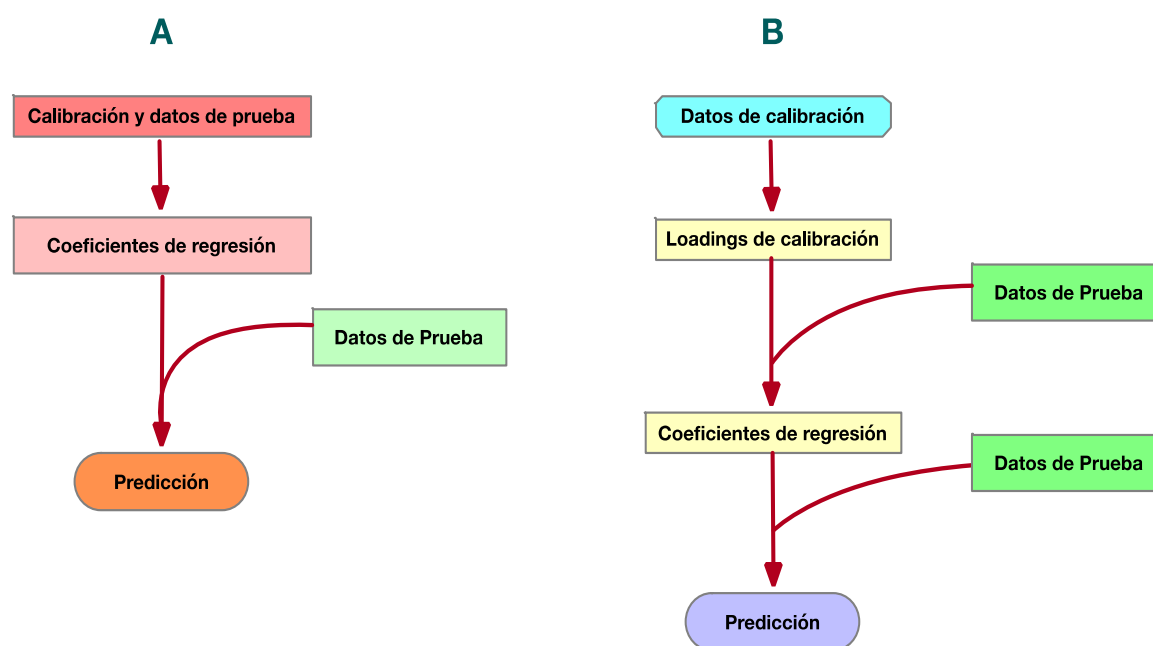 A
Calibración y datos de prueba
Coeficientes de regresión
Datos de Prueba
Predicción
B
Datos de calibración
Loadings de calibración
Datos de Prueba
Coeficientes de regresión
Datos de Prueba
Predicción